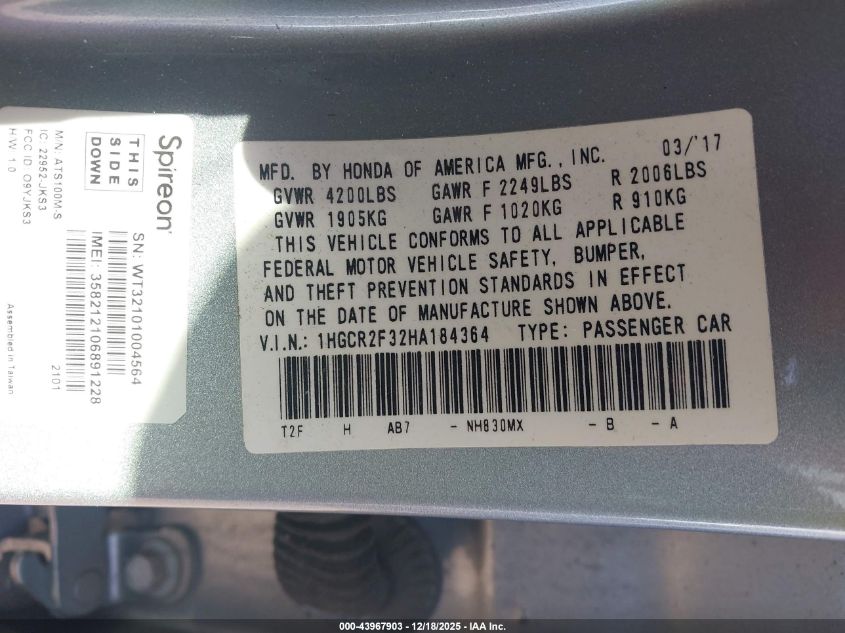 Spireon
THIS
SIDE
DOWN
M/N: ATS100M-S
IC: 22952-JKS3
FCC ID: O9YJKS3
HW: 1.0
SN: WT32101004564
IMEI: 358212106891228
2101
Assembled in Taiwan
MFD. BY HONDA OF AMERICA MFG., INC. 03/'17
GVWR 4200LBS GAWR F 2249LBS R 2006LBS
GVWR 1905KG GAWR F 1020KG R 910KG
THIS VEHICLE CONFORMS TO ALL APPLICABLE
FEDERAL MOTOR VEHICLE SAFETY, BUMPER,
AND THEFT PREVENTION STANDARDS IN EFFECT
ON THE DATE OF MANUFACTURE SHOWN ABOVE.
V.I.N.: 1HGCR2F32HA184364 TYPE: PASSENGER CAR
T2F H AB7 - NH830MX - B - A
000-43967903 - 12/18/2025 - IAA Inc.